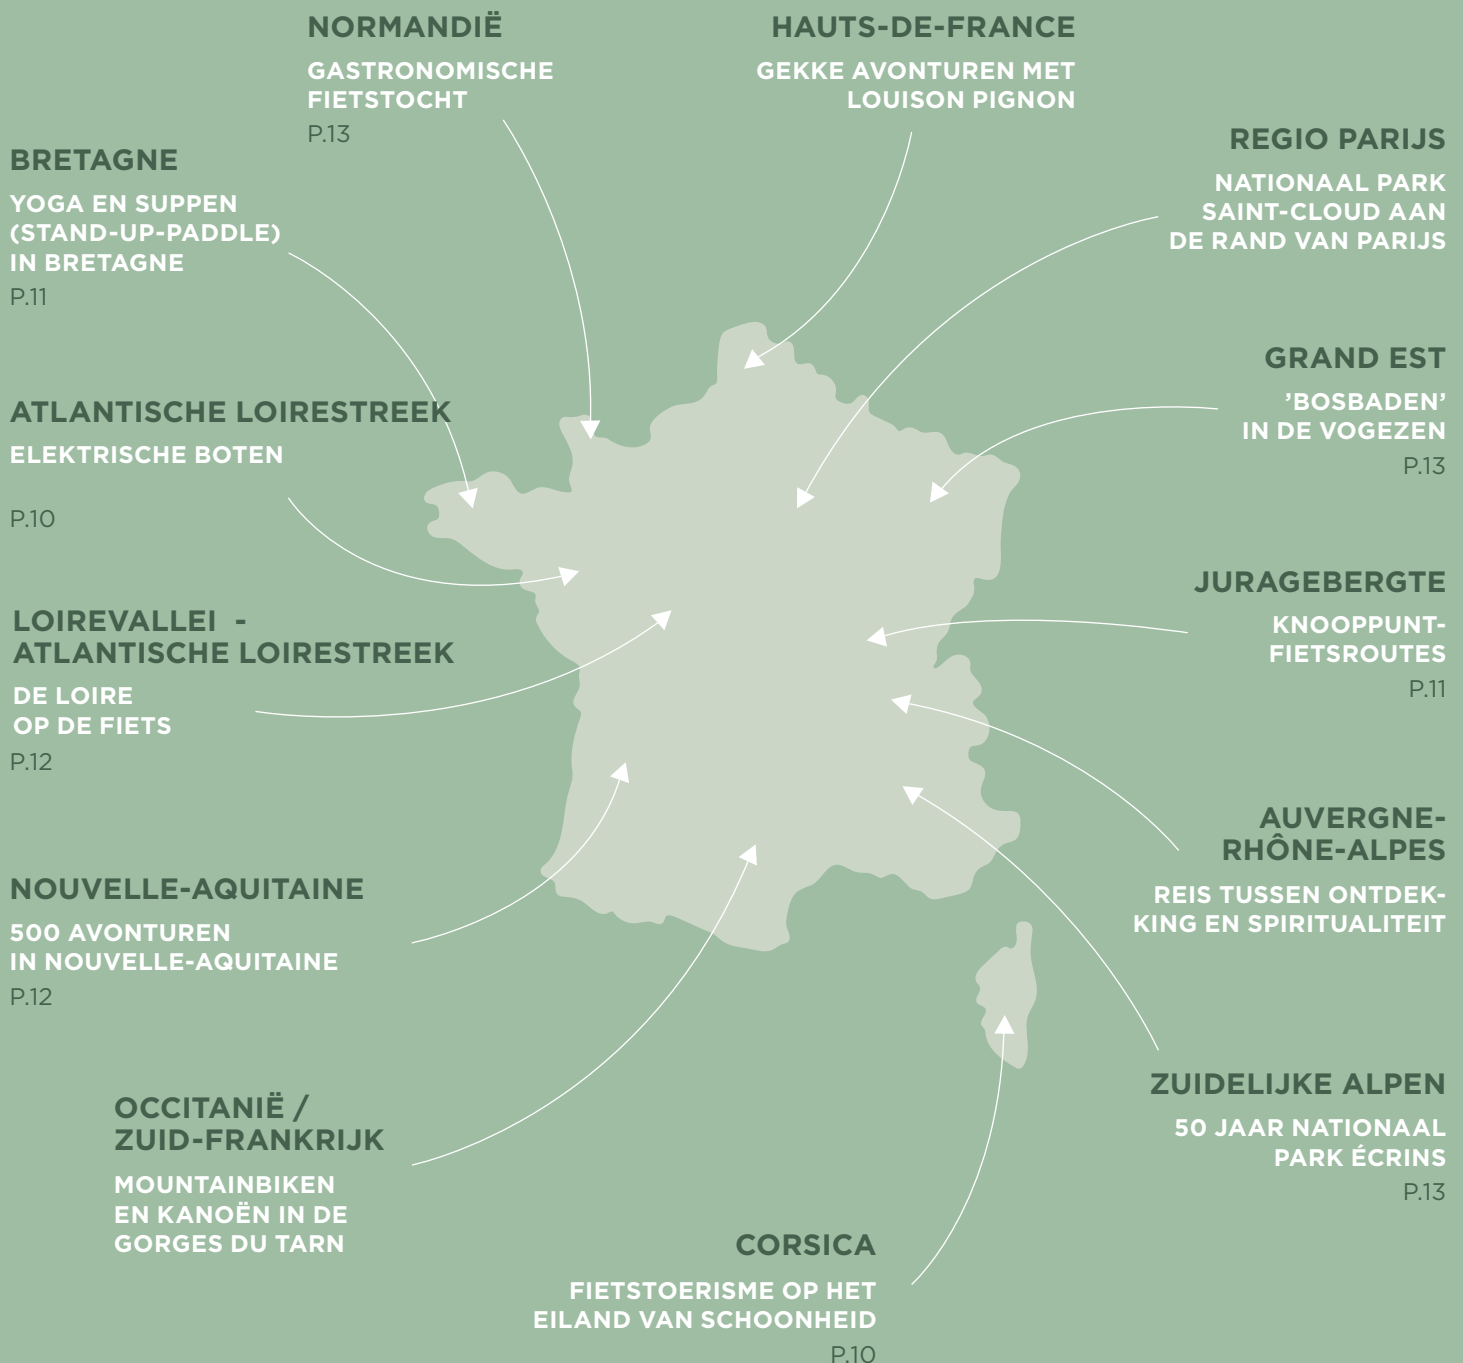 NORMANDIË
GASTRONOMISCHE
FIETSTOCHT
P.13
HAUTS-DE-FRANCE
GEKKE AVONTUREN MET
LOUISON PIGNON
REGIO PARIJS
NATIONAAL PARK
SAINT-CLOUD AAN
DE RAND VAN PARIJS
BRETAGNE
YOGA EN SUPPEN
(STAND-UP-PADDLE)
IN BRETAGNE
P.11
GRAND EST
’BOSBADEN’
IN DE VOGEZEN
P.13
ATLANTISCHE LOIRESTREEK
ELEKTRISCHE BOTEN
P.10
JURAGEBERGTE
KNOOPPUNT-
FIETSROUTES
P.11
LOIREVALLEI -
ATLANTISCHE LOIRESTREEK
DE LOIRE
OP DE FIETS
P.12
AUVERGNE-
RHÔNE-ALPES
REIS TUSSEN ONTDEK-
KING EN SPIRITUALITEIT
NOUVELLE-AQUITAINE
500 AVONTUREN
IN NOUVELLE-AQUITAINE
P.12
ZUIDELIJKE ALPEN
50 JAAR NATIONAAL
PARK ÉCRINS
P.13
OCCITANIË /
ZUID-FRANKRIJK
MOUNTAINBIKEN
EN KANOËN IN DE
GORGES DU TARN
CORSICA
FIETSTOERISME OP HET
EILAND VAN SCHOONHEID
P.10